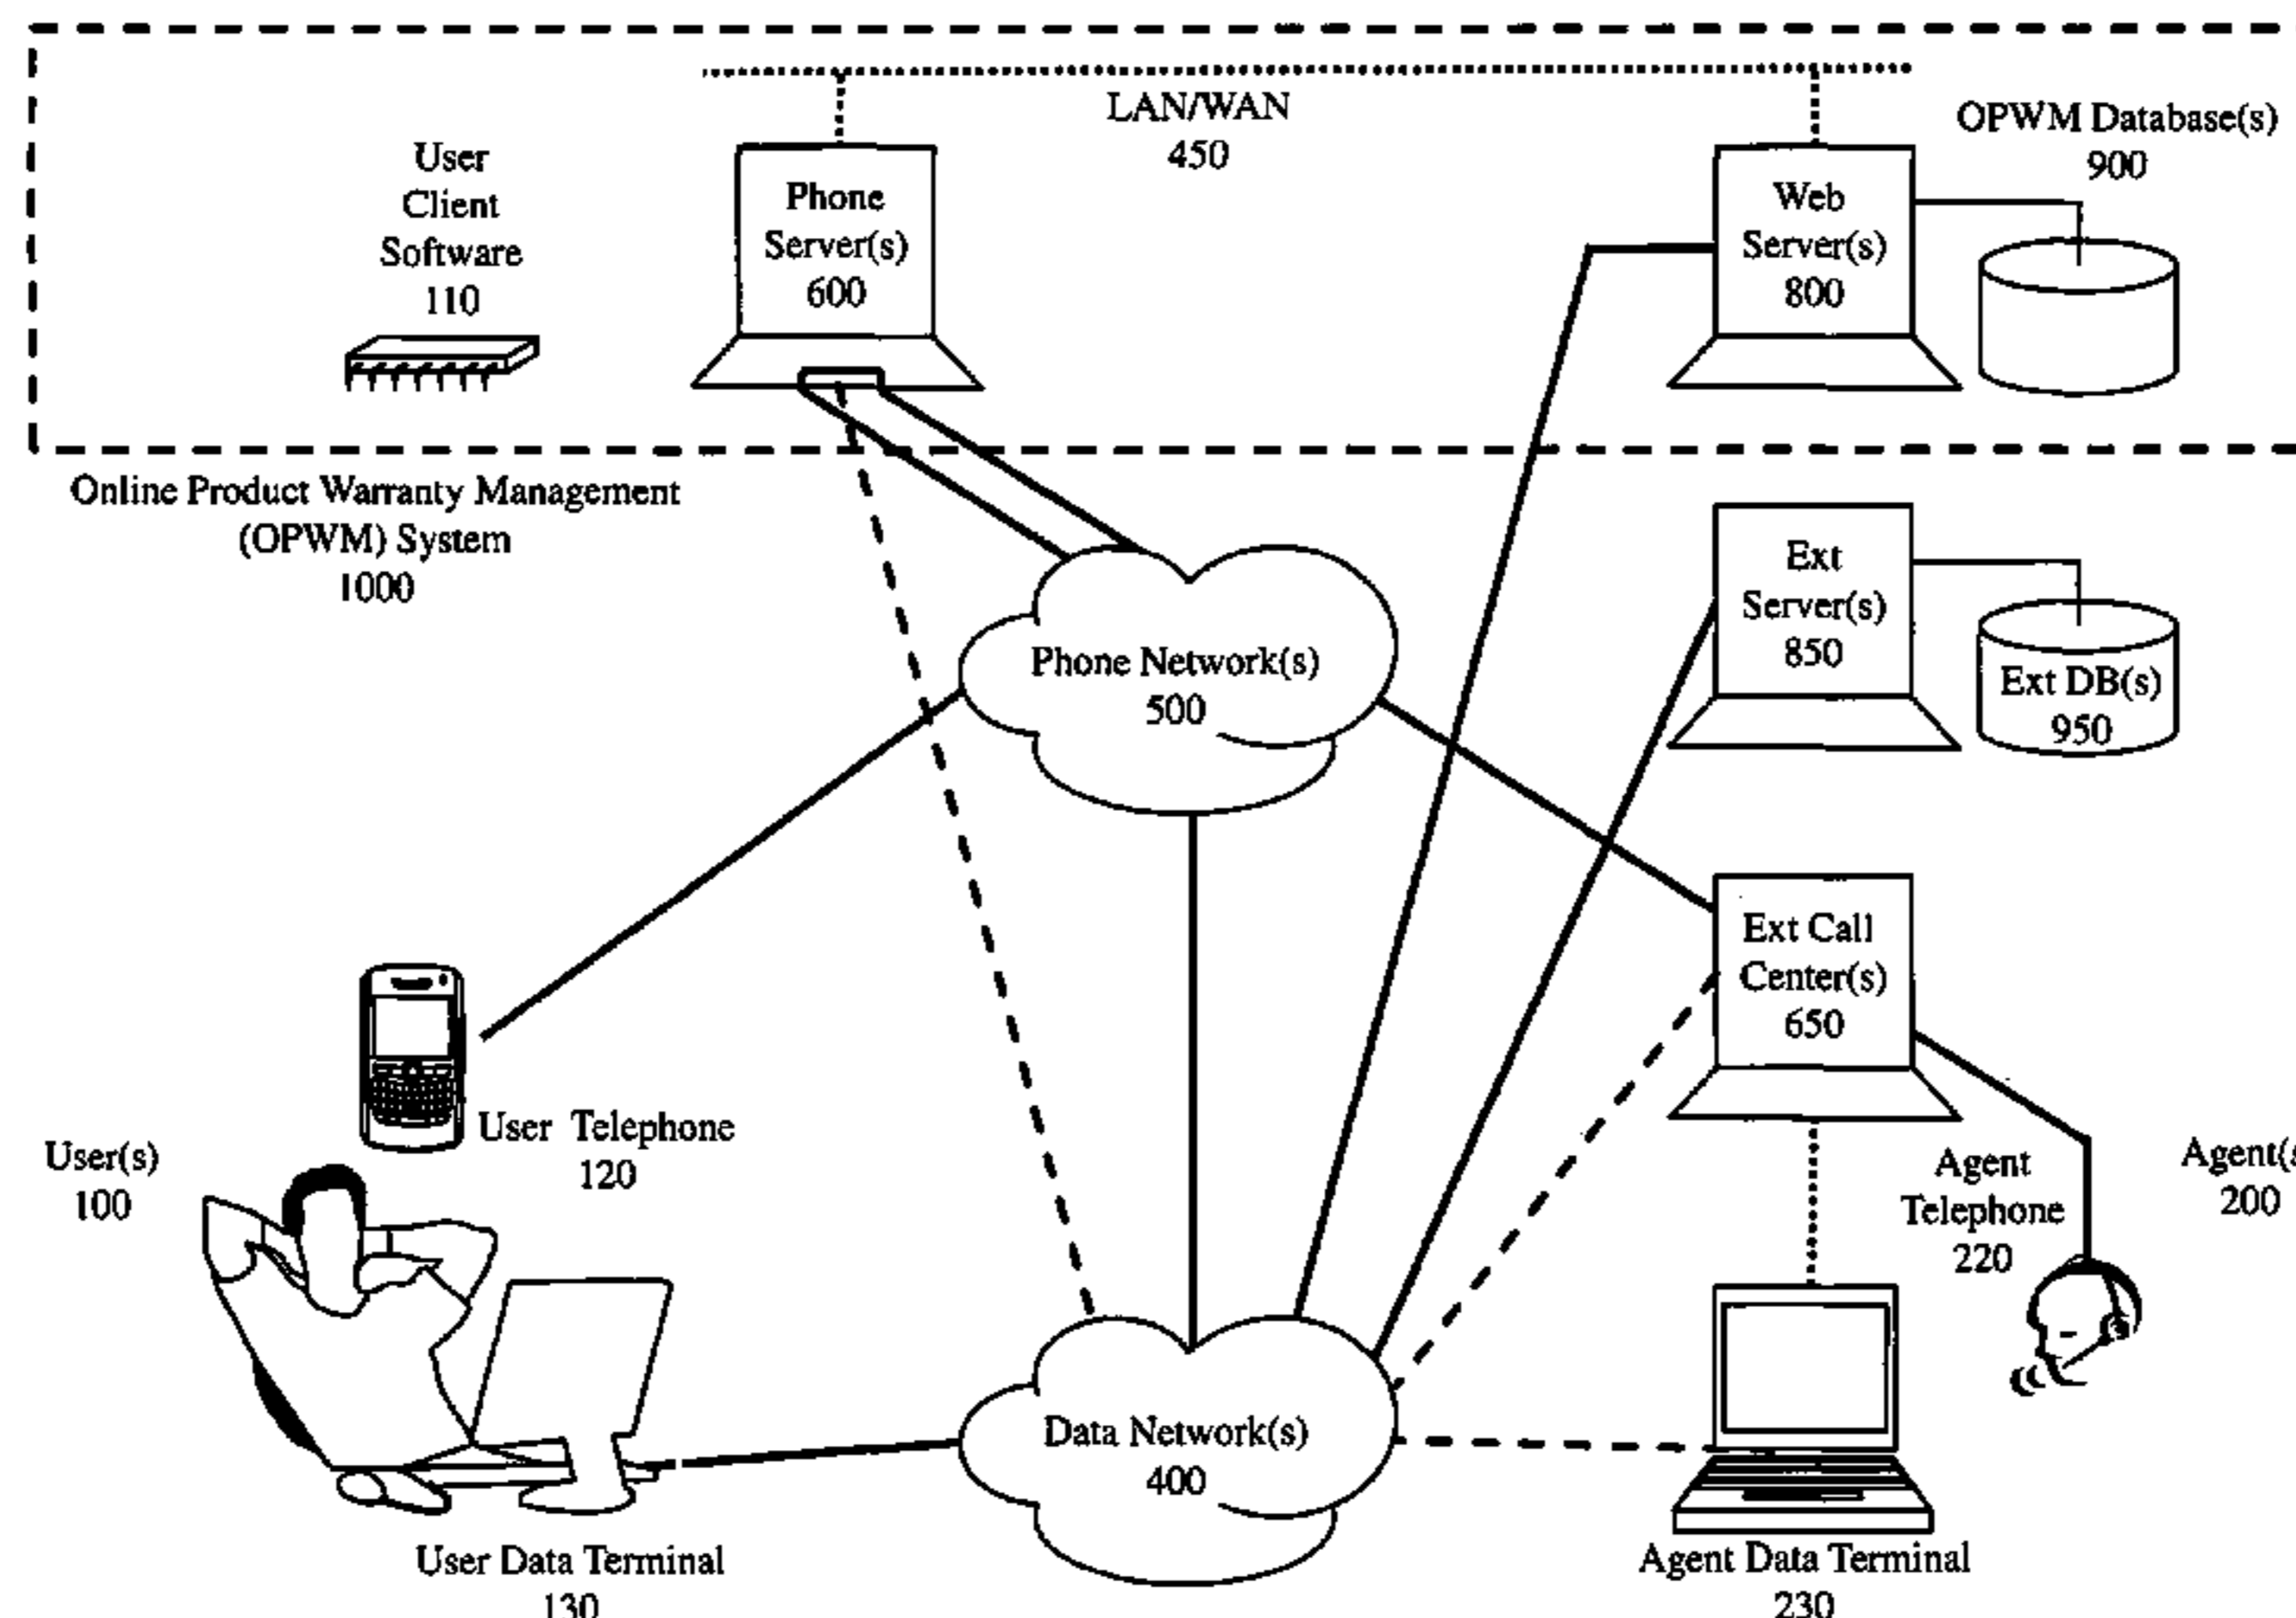 LAN/WAN
450
OPWM Database(s)
900
User
Client
Software
110
Phone
Server(s)
600
Web
Server(s)
800
Online Product Warranty Management
(OPWM) System
1000
Ext
Server(s)
850
Ext DB(s)
950
Phone Network(s)
500
Ext Call
Center(s)
650
User(s)
100
User Telephone
120
Agent
Telephone
220
Agent(s
200
Data Network(s)
400
User Data Terminal
130
Agent Data Terminal
230